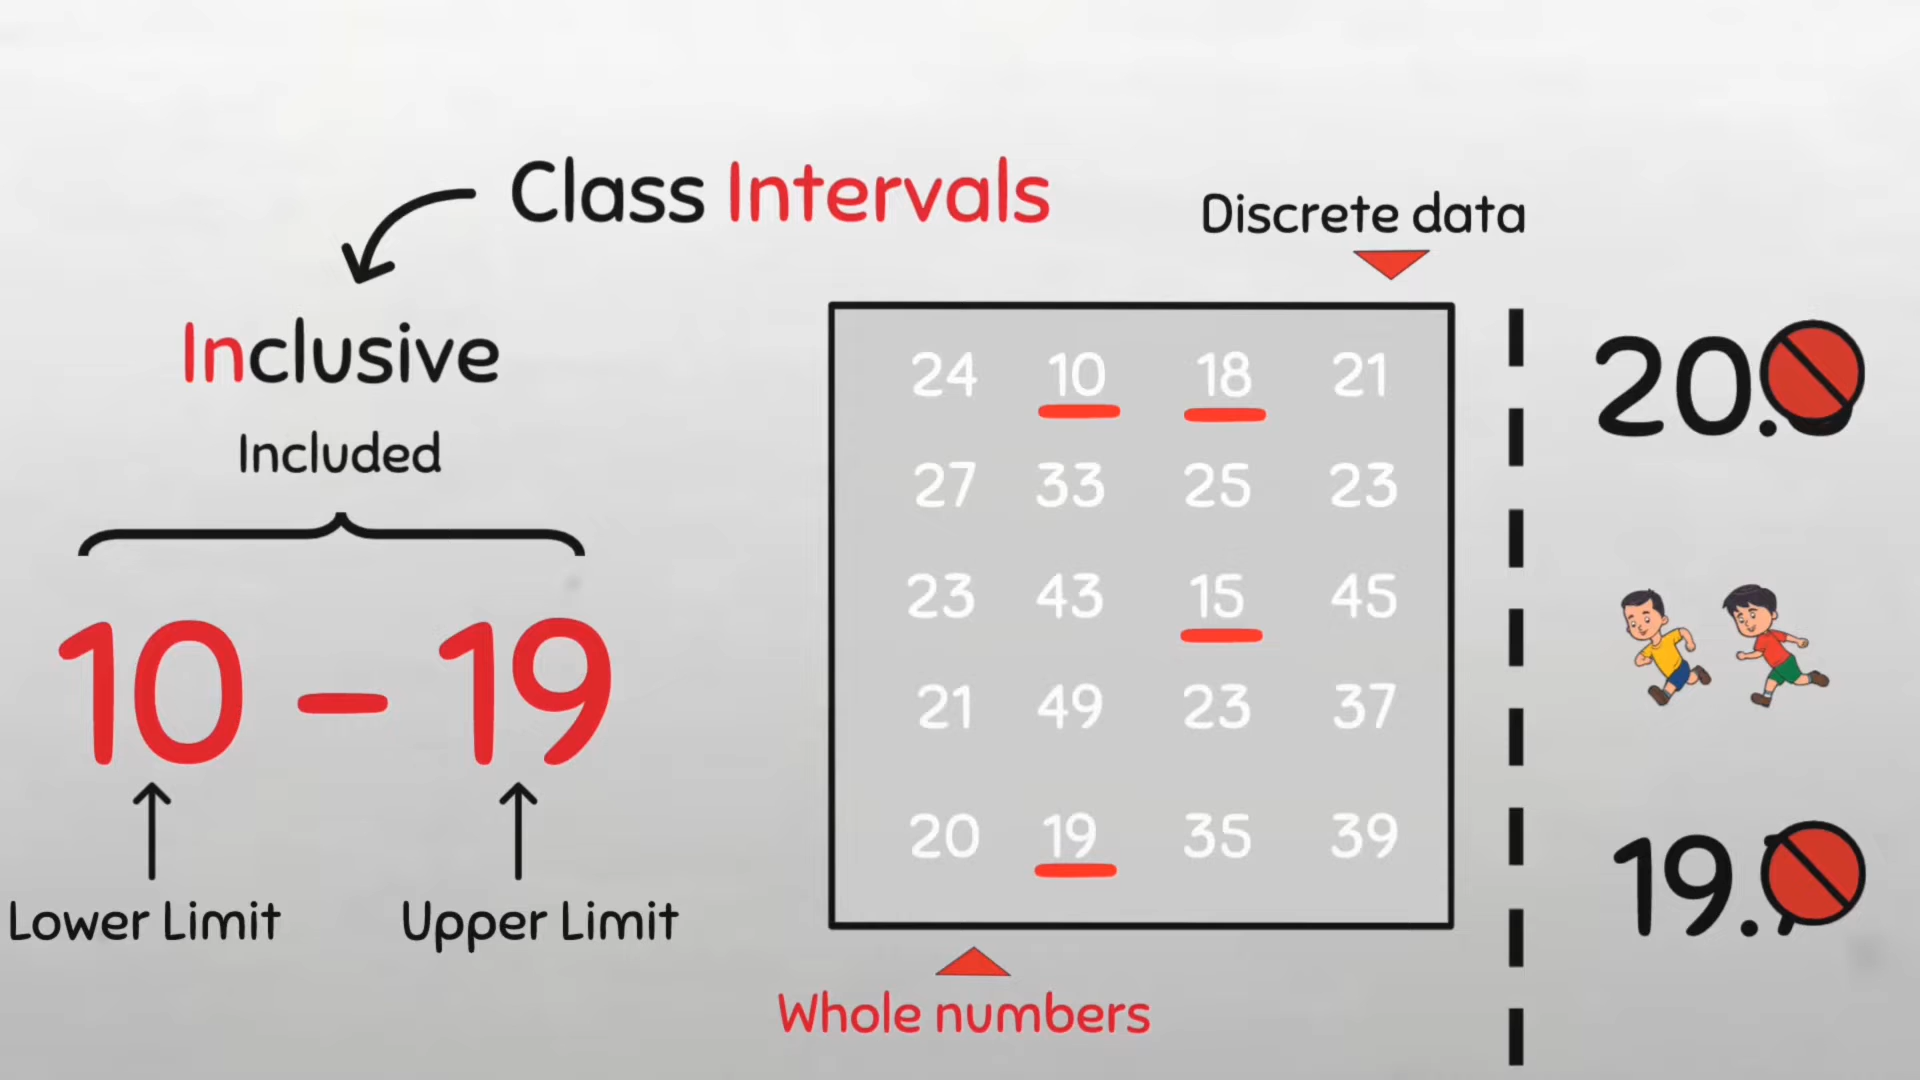 Class Intervals
Discrete data
Inclusive
Included
10 - 19
Lower Limit
Upper Limit
24 10 18 21
27 33 25 23
23 43 15 45
21 49 23 37
20 19 35 39
Whole numbers
20.
19.